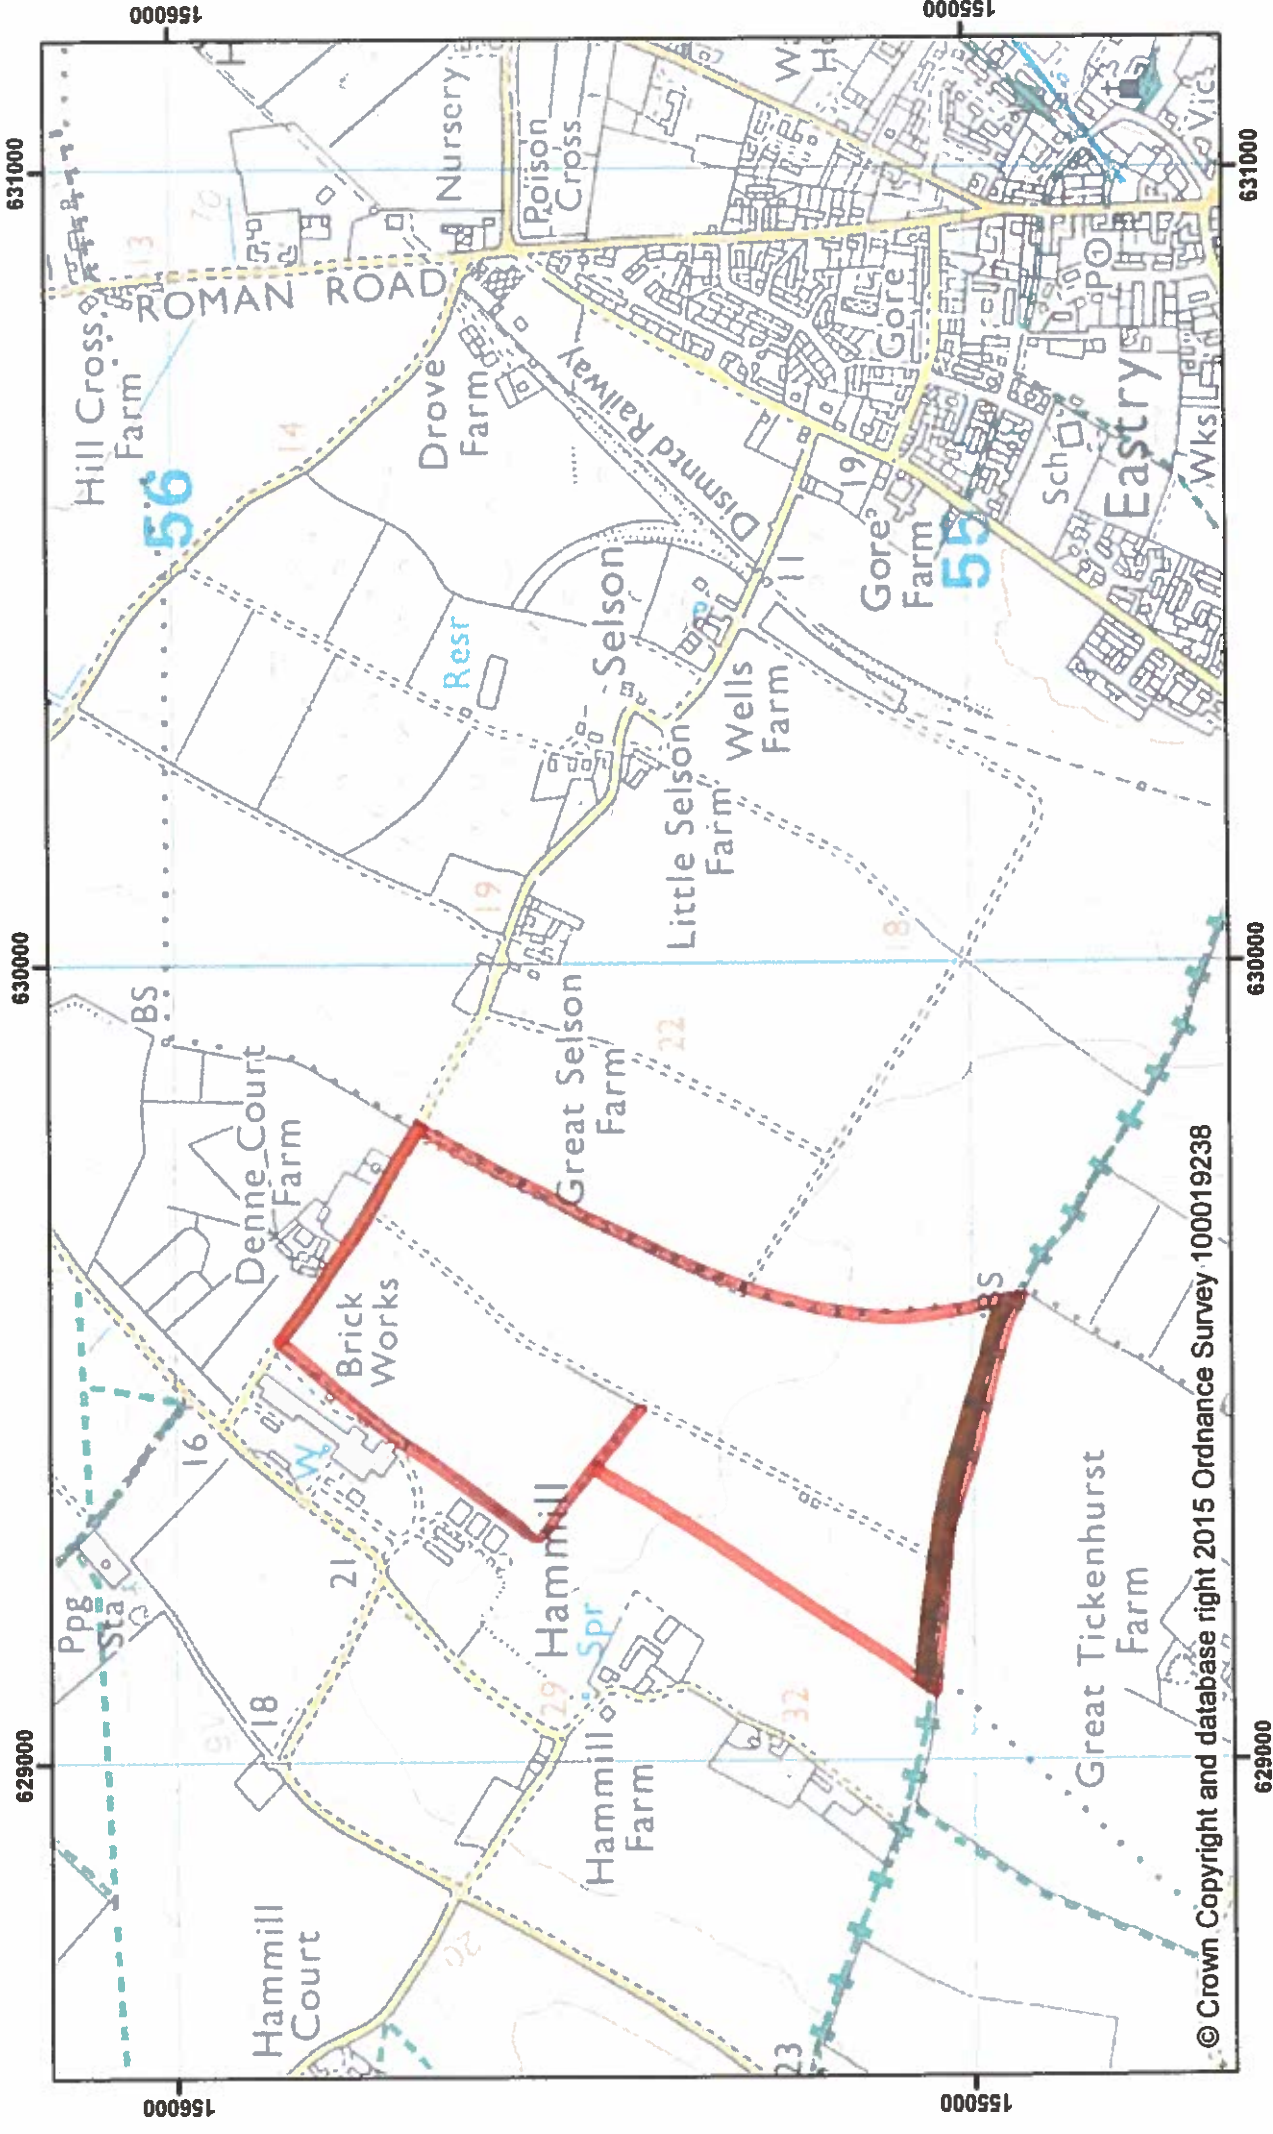 156000
155000
631000
630000
629000
631000
630000
629000
156000
155000
Hammill
Court
18
Ppg
Sta
16
21
W
Brick
Works
Denne Court
Farm
BS
56
Hill Cross
Farm
14
13
ROMAN ROAD
H
Nursery
Poison
Cross
Drove
Farm
Dismntd Railway
Resr
Selson
19
Great Selson
Farm
22
Little Selson
Farm
Wells
Farm
11
18
19
Gore
Gore
Farm
55
Sch
PO
Eastry
Wks
Vic
Hammill
Spr
29
Hammill
Farm
32
23
S
Great Tickenhurst
Farm
© Crown Copyright and database right 2015 Ordnance Survey 100019238